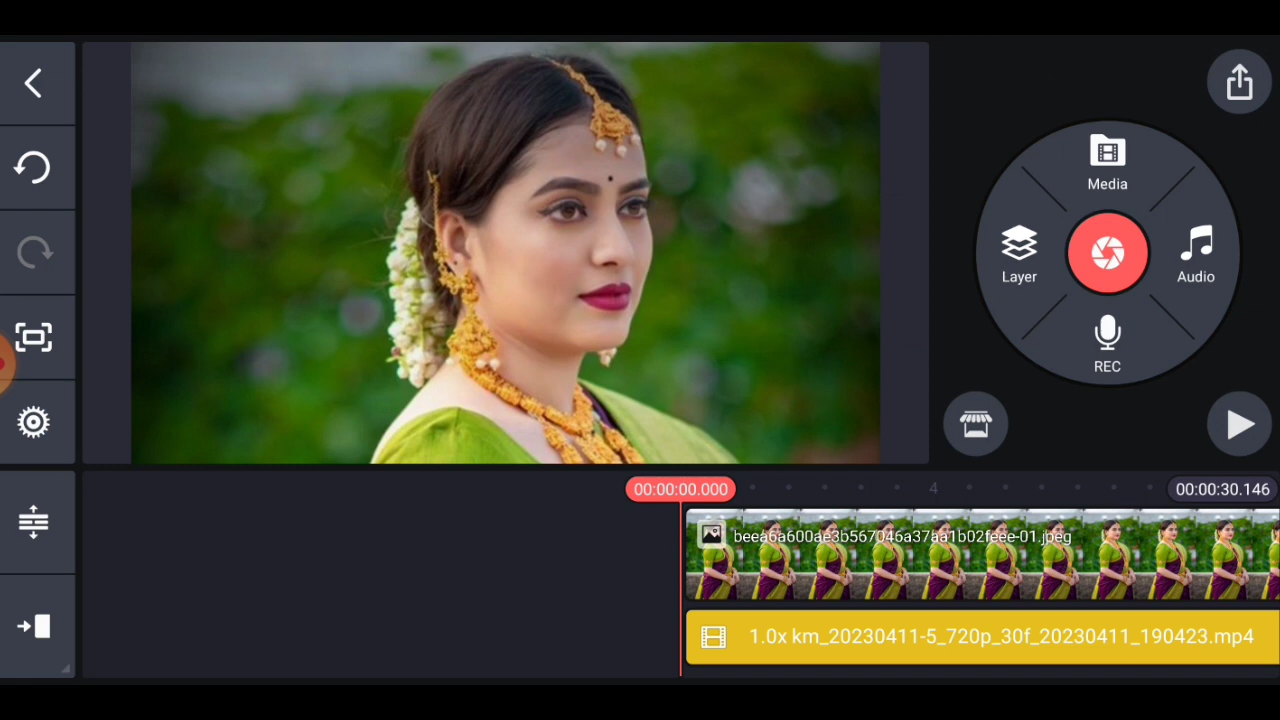 Media
Layer
Audio
REC
00:00:00.000
4
00:00:30.146
beea6a600ae3b567046a37aa1b02feee-01.jpeg
1.0x km_20230411-5_720p_30f_20230411_190423.mp4